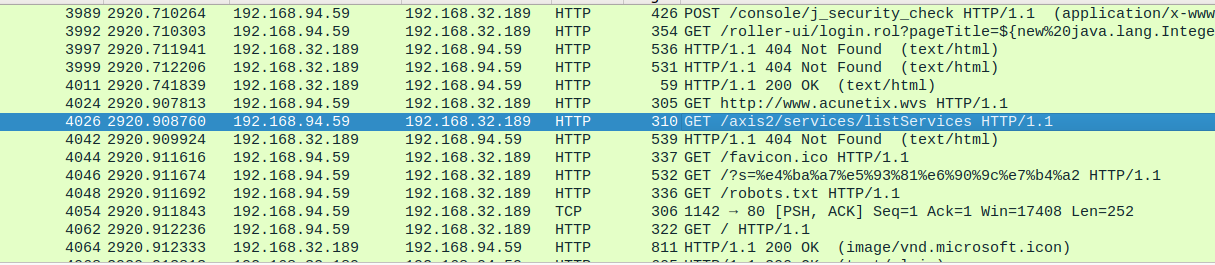 3989 2920.710264 192.168.94.59 192.168.32.189 HTTP 426 POST /console/j_security_check HTTP/1.1 (application/x-www
3992 2920.710303 192.168.94.59 192.168.32.189 HTTP 354 GET /roller-ui/login.rol?pageTitle=${new%20java.lang.Intege
3997 2920.711941 192.168.32.189 192.168.94.59 HTTP 536 HTTP/1.1 404 Not Found (text/html)
3999 2920.712206 192.168.32.189 192.168.94.59 HTTP 531 HTTP/1.1 404 Not Found (text/html)
4011 2920.741839 192.168.32.189 192.168.94.59 HTTP 59 HTTP/1.1 200 OK (text/html)
4024 2920.907813 192.168.94.59 192.168.32.189 HTTP 305 GET http://www.acunetix.wvs HTTP/1.1
4026 2920.908760 192.168.94.59 192.168.32.189 HTTP 310 GET /axis2/services/listServices HTTP/1.1
4042 2920.909924 192.168.32.189 192.168.94.59 HTTP 539 HTTP/1.1 404 Not Found (text/html)
4044 2920.911616 192.168.94.59 192.168.32.189 HTTP 337 GET /favicon.ico HTTP/1.1
4046 2920.911674 192.168.94.59 192.168.32.189 HTTP 532 GET /?s=%e4%ba%a7%e5%93%81%e6%90%9c%e7%b4%a2 HTTP/1.1
4048 2920.911692 192.168.94.59 192.168.32.189 HTTP 336 GET /robots.txt HTTP/1.1
4054 2920.911843 192.168.94.59 192.168.32.189 TCP 306 1142 → 80 [PSH, ACK] Seq=1 Ack=1 Win=17408 Len=252
4062 2920.912236 192.168.94.59 192.168.32.189 HTTP 322 GET / HTTP/1.1
4064 2920.912333 192.168.32.189 192.168.94.59 HTTP 811 HTTP/1.1 200 OK (image/vnd.microsoft.icon)